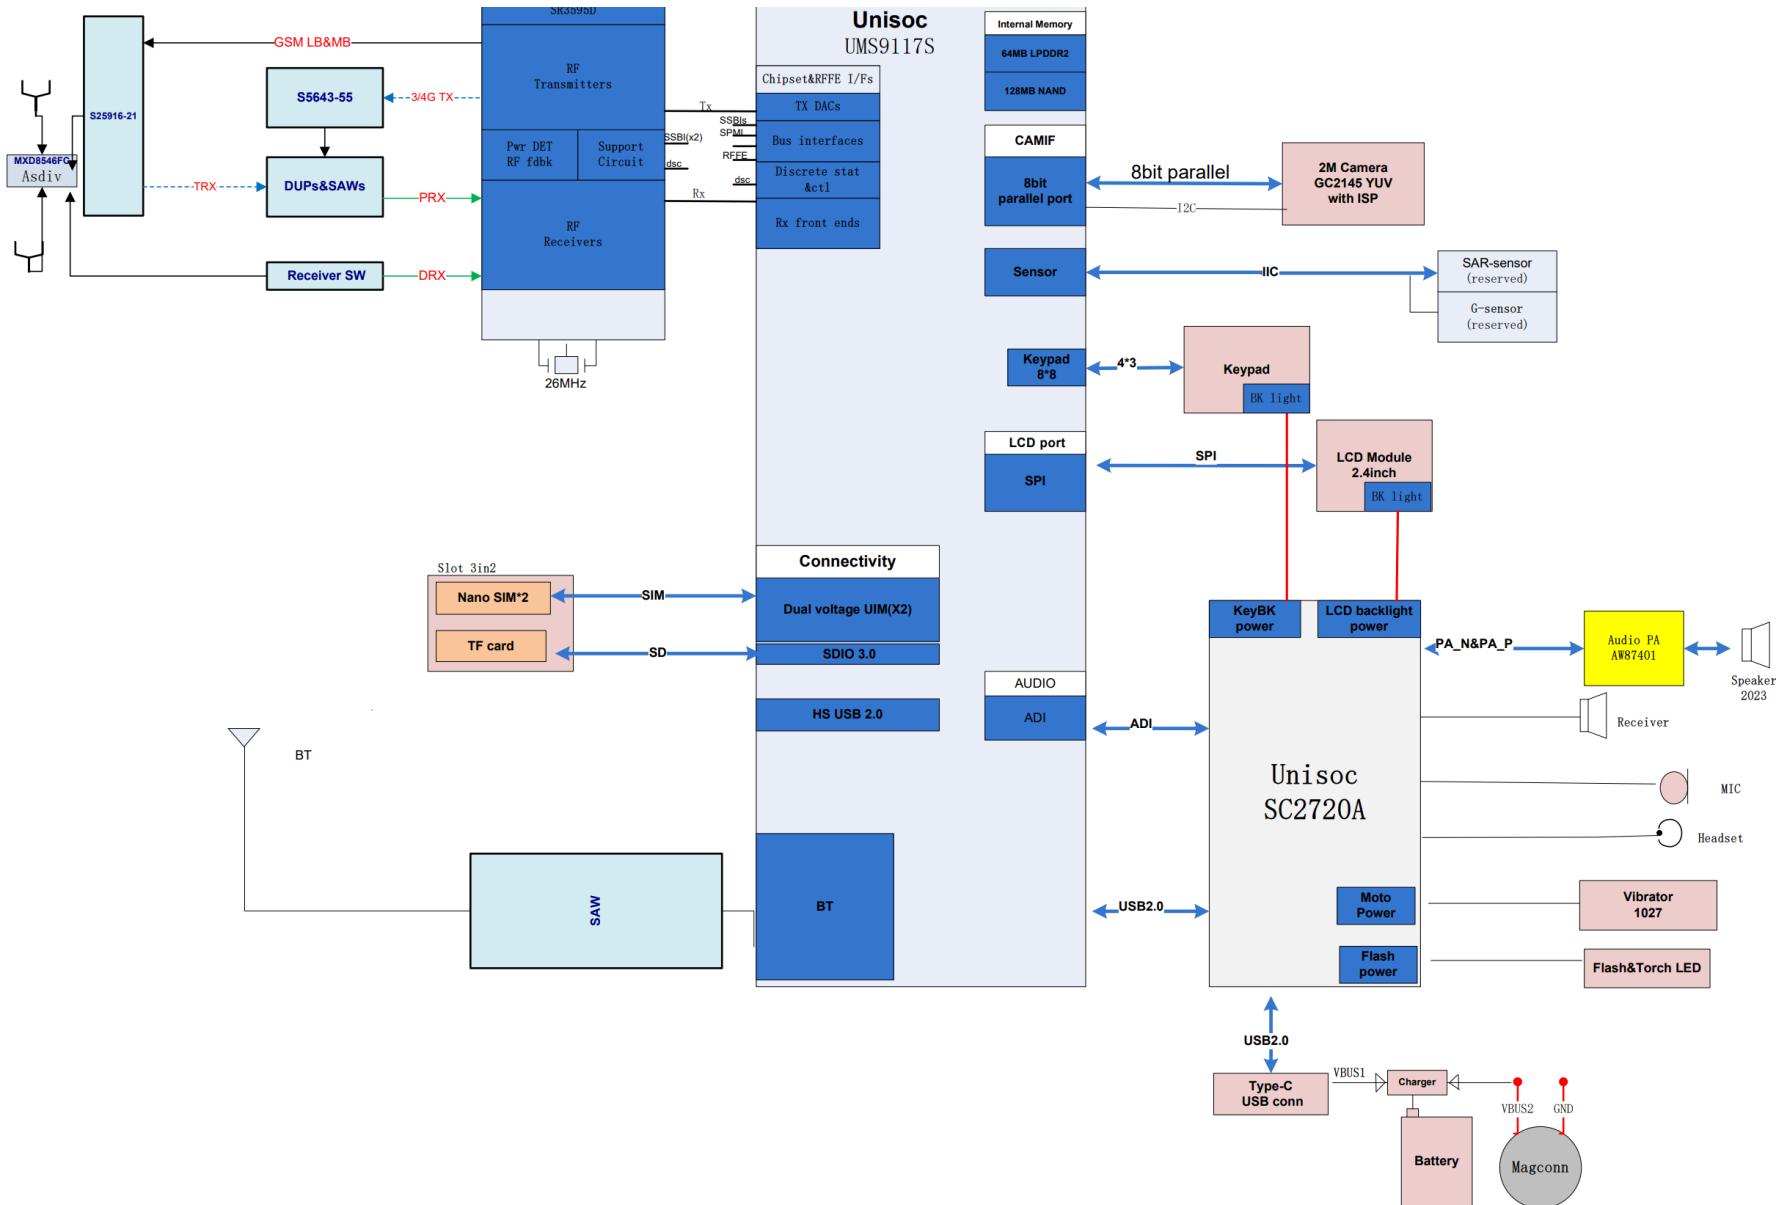 SR3595D
Unisoc
UMS9117S
Internal Memory
64MB LPDDR2
128MB NAND
GSM LB&MB
RF
Transmitters
Chipset&RFFE I/Fs
S5643-55
3/4G TX
S25916-21
Tx
TX DACs
SSBIs
SPMI
SSBI(x2)
Bus interfaces
RFFE
Pwr DET
RF fdbk
Support
Circuit
dsc
dsc
Discrete stat
&ctl
MXD8546FG
Asdiv
TRX
DUPs&SAWs
PRX
Rx
Rx front ends
RF
Receivers
Receiver SW
DRX
26MHz
CAMIF
8bit
parallel port
8bit parallel
I2C
2M Camera
GC2145 YUV
with ISP
Sensor
IIC
SAR-sensor
(reserved)
G-sensor
(reserved)
Keypad
8*8
4*3
Keypad
BK light
LCD port
SPI
SPI
LCD Module
2.4inch
BK light
Slot 3in2
Nano SIM*2
TF card
SIM
SD
Connectivity
Dual voltage UIM(X2)
SDIO 3.0
HS USB 2.0
AUDIO
ADI
ADI
KeyBK
power
LCD backlight
power
PA_N&PA_P
Audio PA
AW87401
Speaker
2023
Receiver
Unisoc
SC2720A
MIC
Headset
BT
SAW
BT
USB2.0
Moto
Power
Vibrator
1027
Flash
power
Flash&Torch LED
USB2.0
Type-C
USB conn
VBUS1
Charger
VBUS2
GND
Battery
Magconn